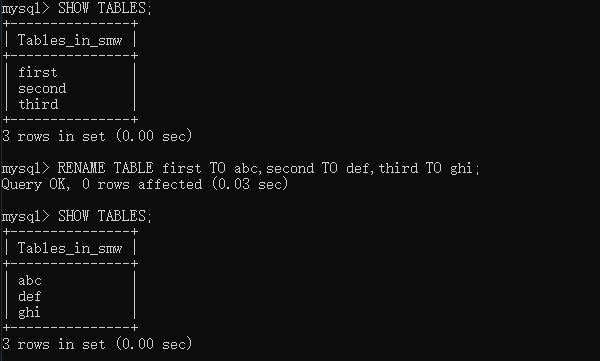 mysql> SHOW TABLES;
+---------------+
| Tables_in_smw |
+---------------+
| first         |
| second        |
| third         |
+---------------+
3 rows in set (0.00 sec)
mysql> RENAME TABLE first TO abc,second TO def,third TO ghi;
Query OK, 0 rows affected (0.03 sec)
mysql> SHOW TABLES;
+---------------+
| Tables_in_smw |
+---------------+
| abc           |
| def           |
| ghi           |
+---------------+
3 rows in set (0.00 sec)